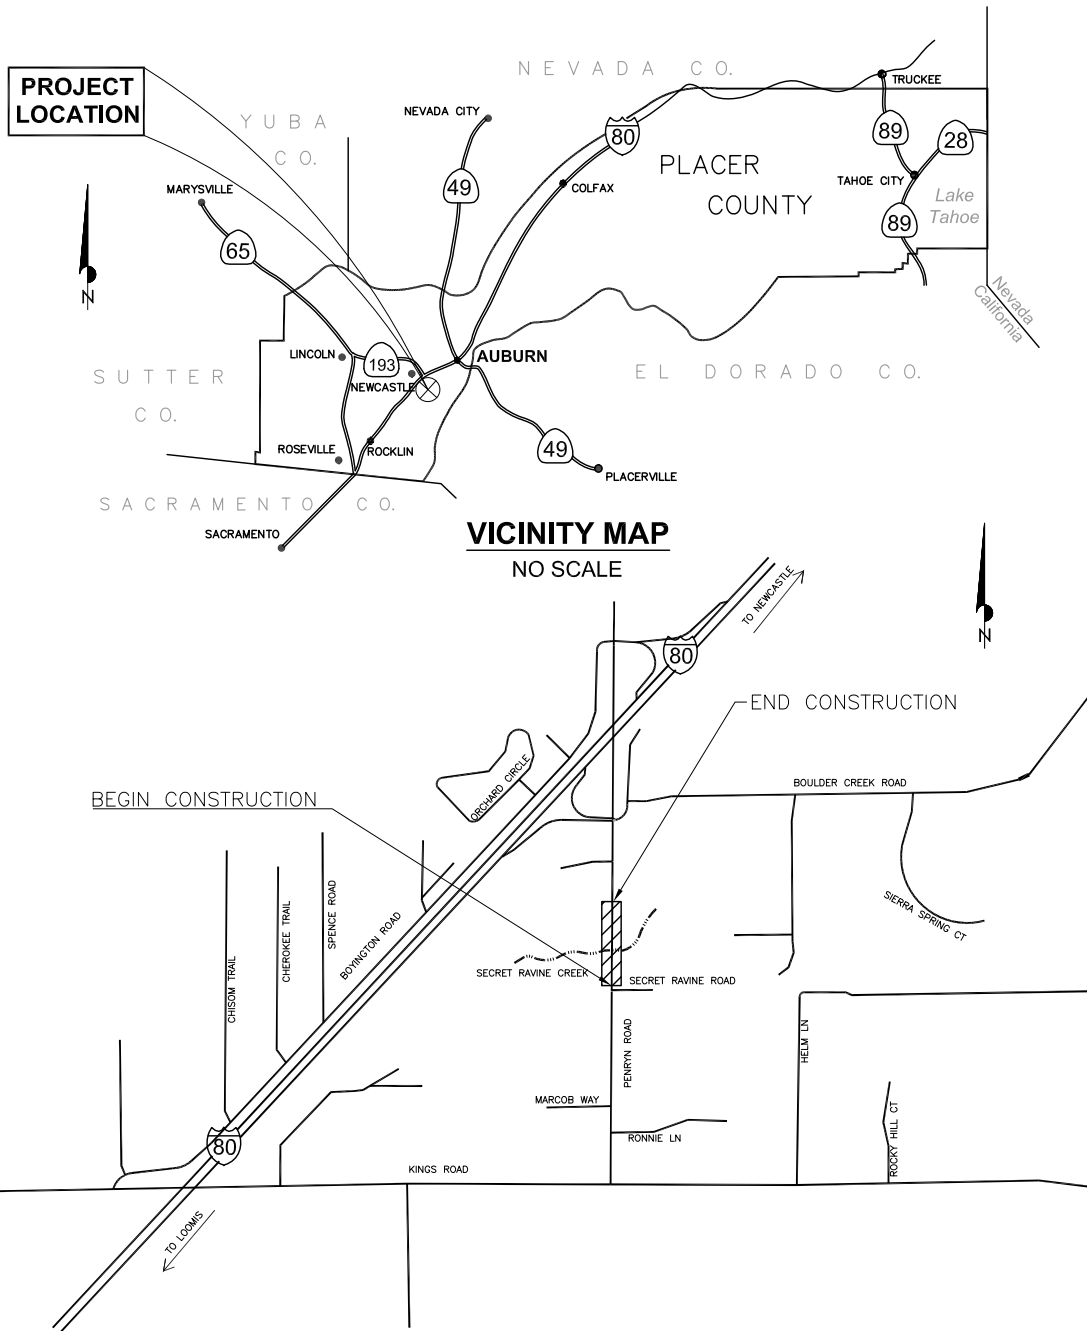 PROJECT
LOCATION
NEVADA CO.
TRUCKEE
YUBA
CO.
NEVADA CITY
80
89
28
PLACER
COUNTY
MARYSVILLE
49
COLFAX
TAHOE CITY
Lake
Tahoe
65
89
N
Nevada
California
LINCOLN
193
AUBURN
NEWCASTLE
SUTTER
CO.
EL DORADO CO.
ROSEVILLE
ROCKLIN
49
PLACERVILLE
SACRAMENTO CO.
SACRAMENTO
VICINITY MAP
NO SCALE
TO NEWCASTLE
N
80
END CONSTRUCTION
ORCHARD CIRCLE
BOULDER CREEK ROAD
BEGIN CONSTRUCTION
SPENCE ROAD
CHEROKEE TRAIL
BOYINGTON ROAD
SIERRA SPRING CT
CHISOM TRAIL
SECRET RAVINE CREEK
SECRET RAVINE ROAD
PENRYN ROAD
HELM LN
MARCOB WAY
RONNIE LN
ROCKY HILL CT
80
KINGS ROAD
TO LOOMIS